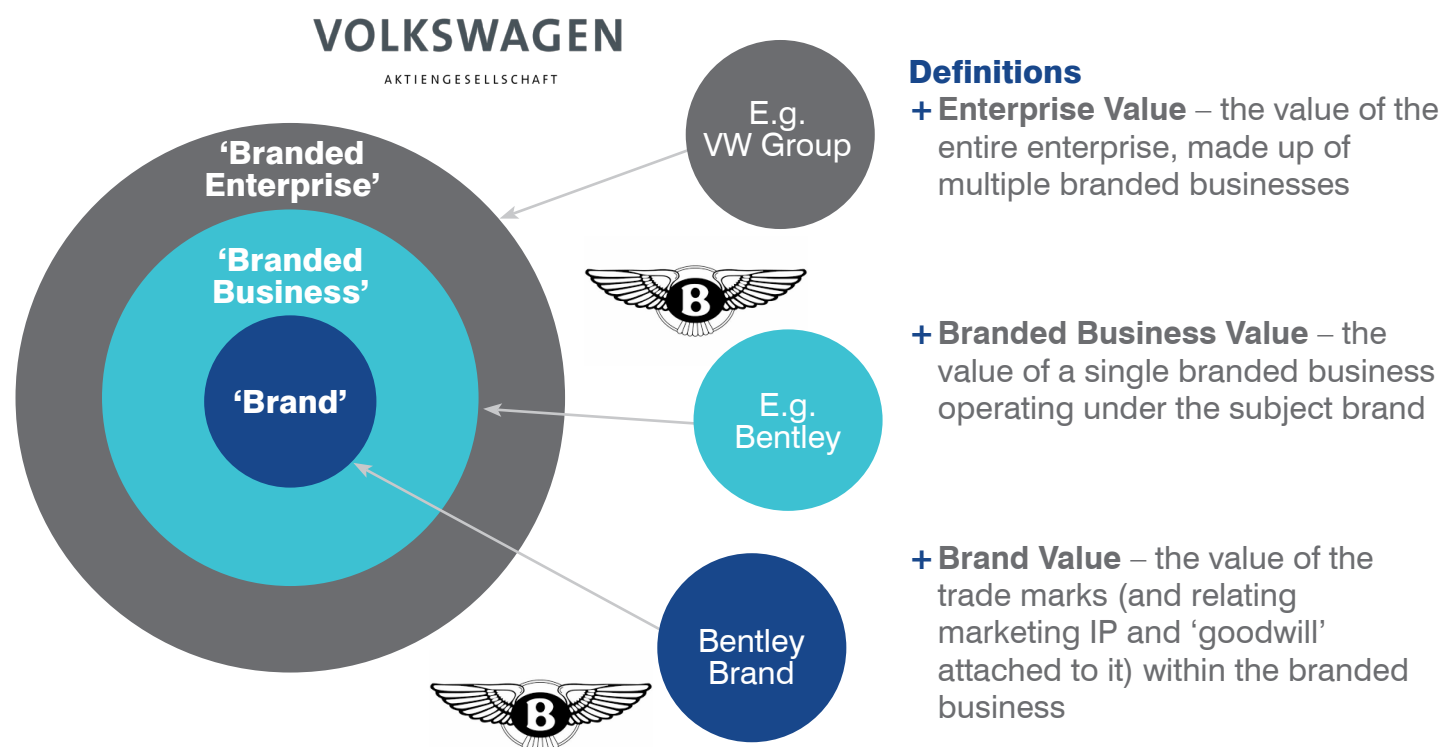 VOLKSWAGEN
AKTIENGESELLSCHAFT
‘Branded
Enterprise’
‘Branded
Business’
‘Brand’
E.g.
VW Group
B
E.g.
Bentley
Bentley
Brand
B
Definitions
+ Enterprise Value – the value of the
entire enterprise, made up of
multiple branded businesses
+ Branded Business Value – the
value of a single branded business
operating under the subject brand
+ Brand Value – the value of the
trade marks (and relating
marketing IP and ‘goodwill’
attached to it) within the branded
business